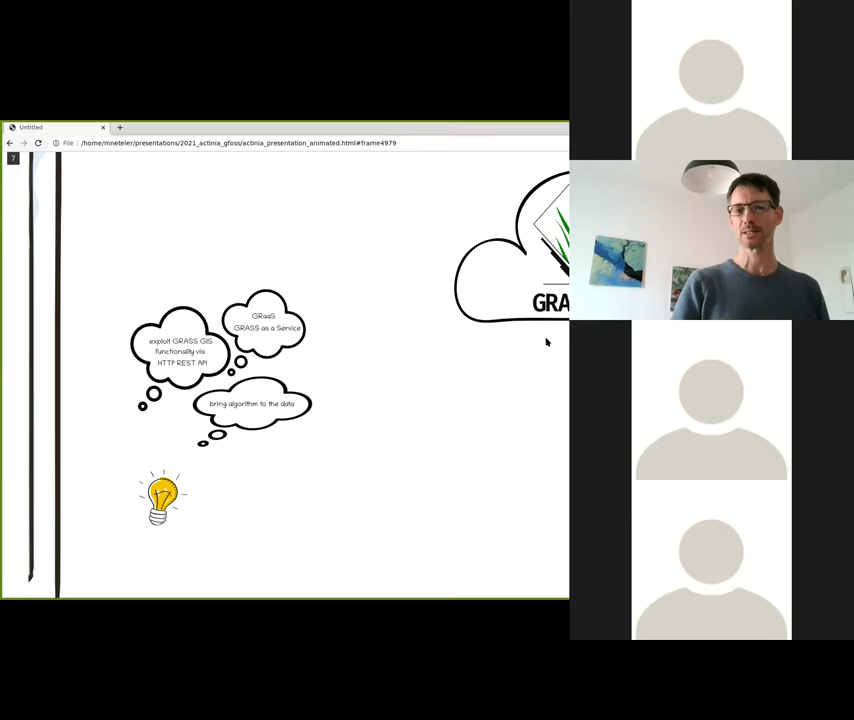 Untitled
File
/home/mneteler/presentations/2021_actinia_gfoss/actinia_presentation_animated.html#frame4979
7
GRA
GRaaS
GRASS as a Service
exploit GRASS GIS
functionality via
HTTP REST API
bring algorithm to the data